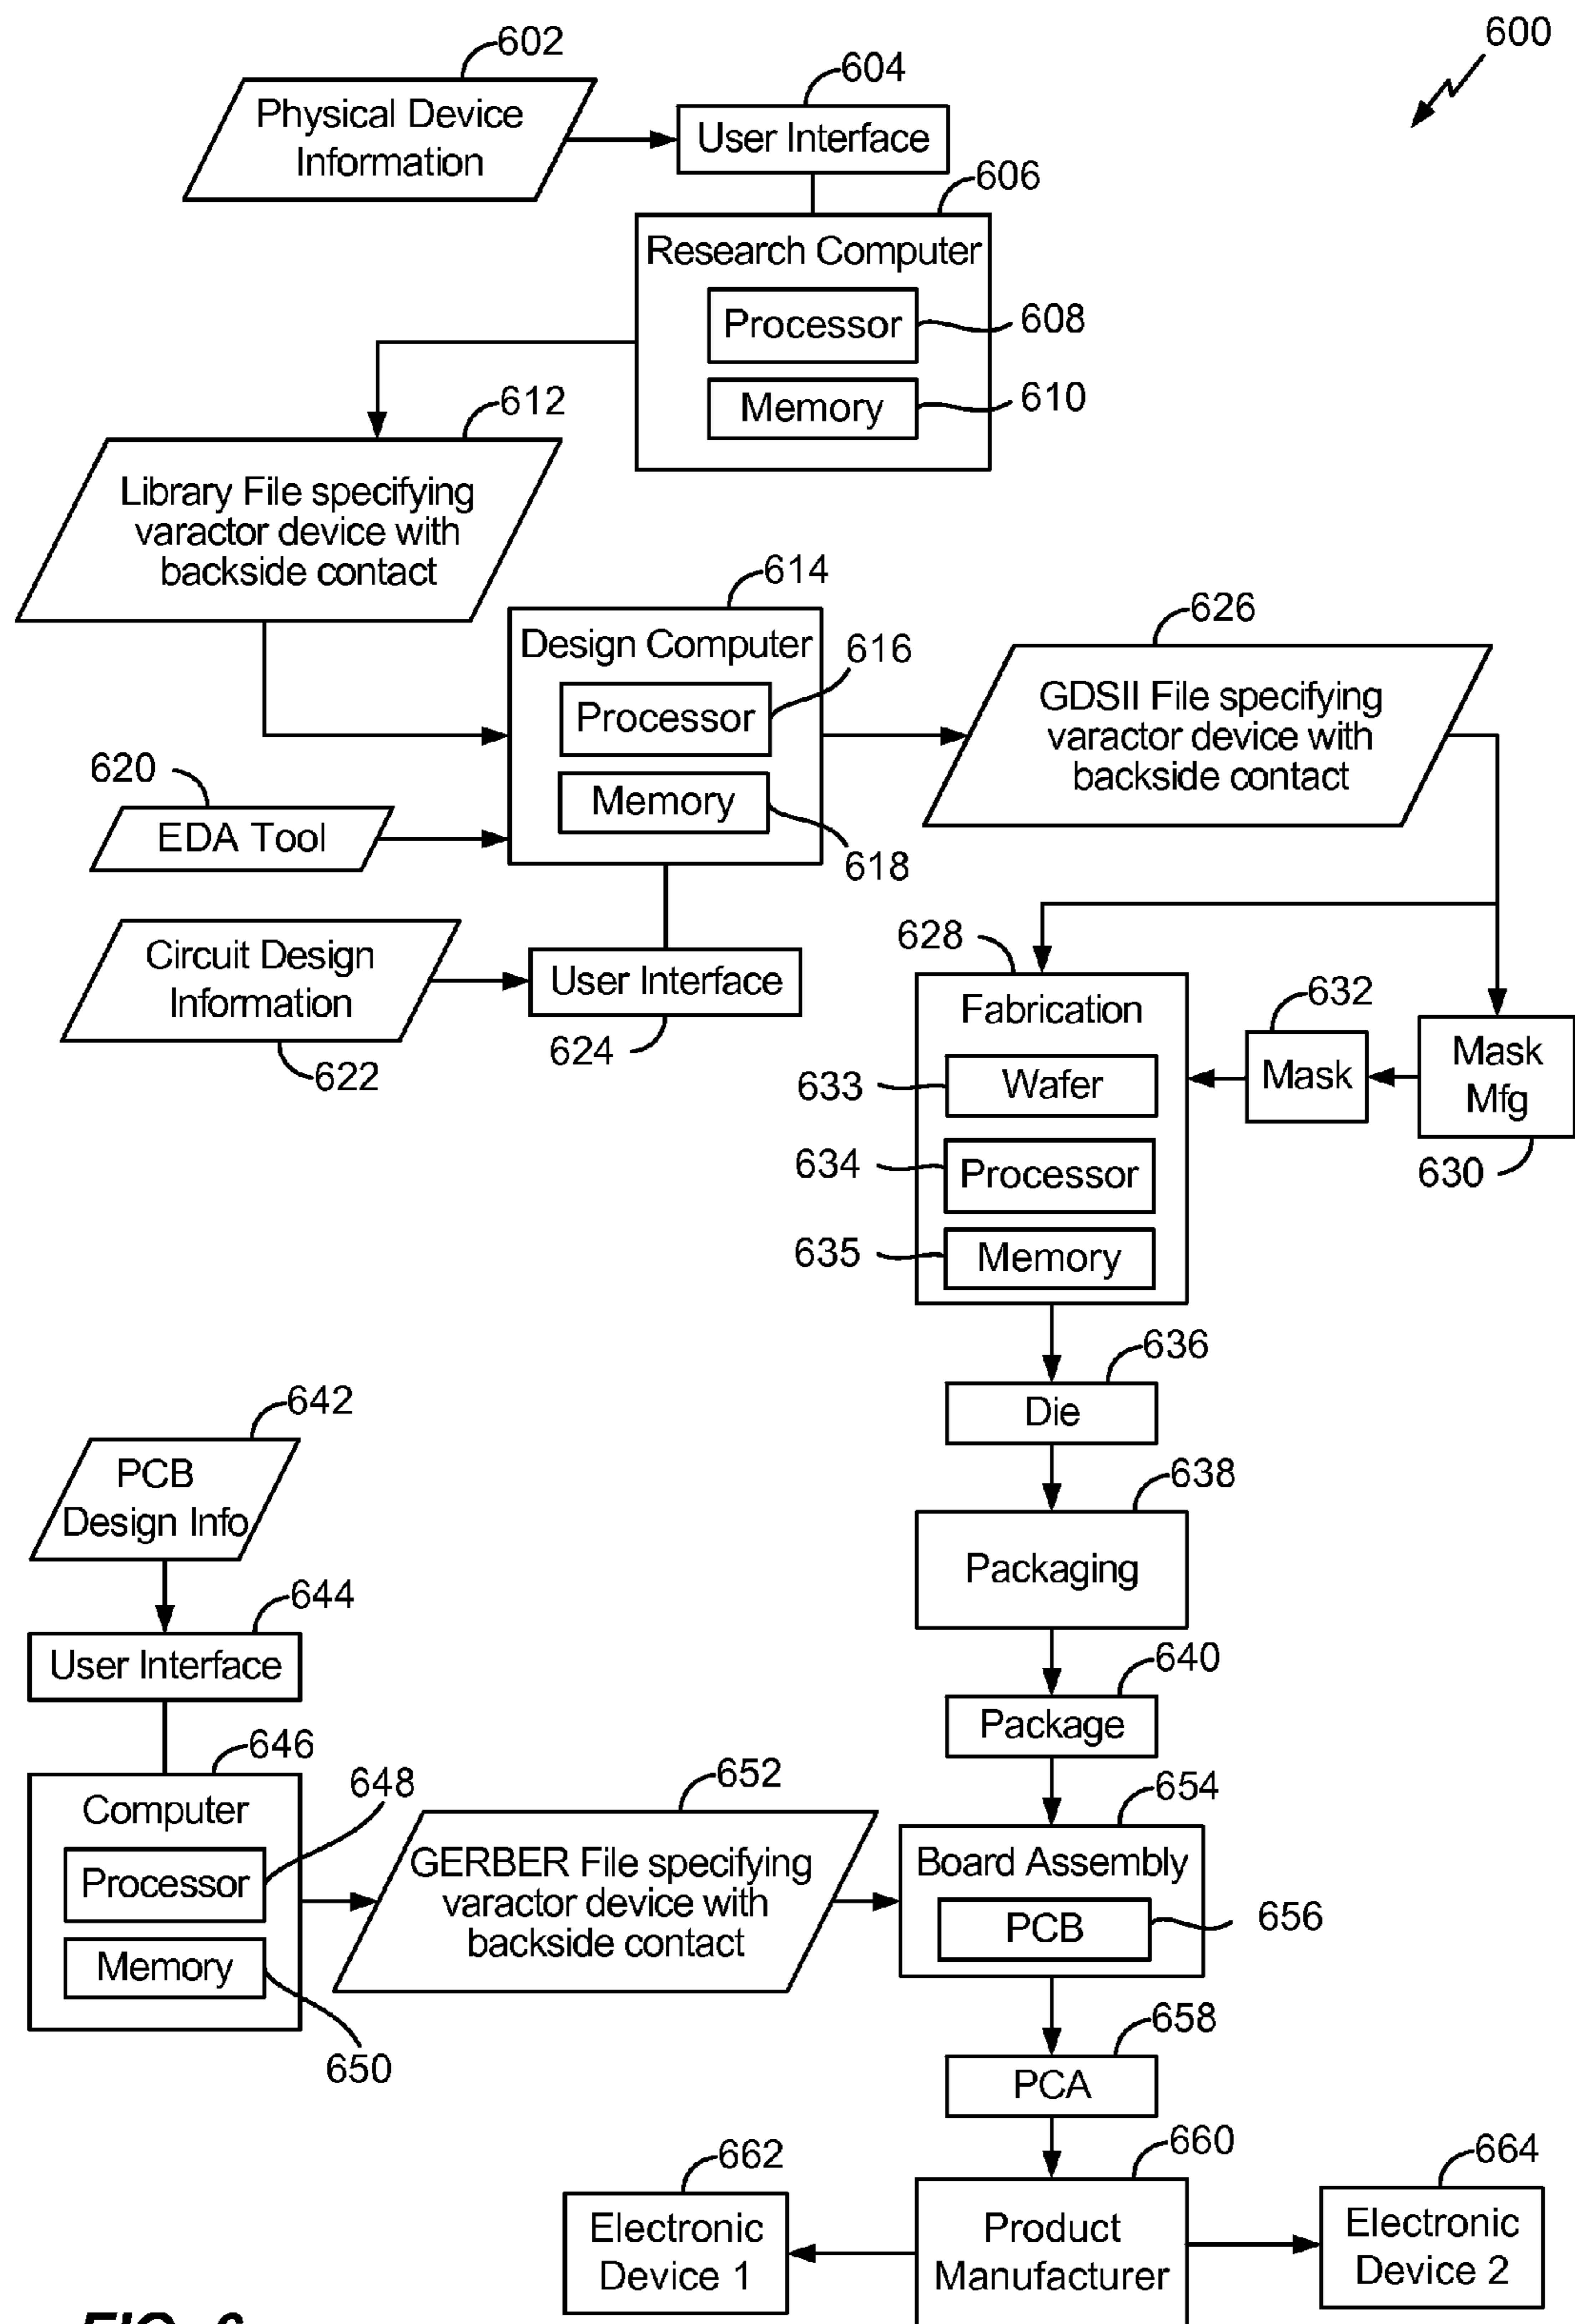 600
602
Physical Device
Information
604
User Interface
606
Research Computer
Processor
608
Memory
610
612
Library File specifying
varactor device with
backside contact
614
Design Computer
616
Processor
Memory
618
620
EDA Tool
Circuit Design
Information
622
User Interface
624
626
GDSII File specifying
varactor device with
backside contact
628
Fabrication
633
Wafer
634
Processor
635
Memory
632
Mask
Mask
Mfg
630
636
Die
638
Packaging
640
Package
642
PCB
Design Info
644
User Interface
646
Computer
648
Processor
Memory
650
652
GERBER File specifying
varactor device with
backside contact
654
Board Assembly
PCB
656
658
PCA
660
Product
Manufacturer
662
Electronic
Device 1
664
Electronic
Device 2
FIG. 6